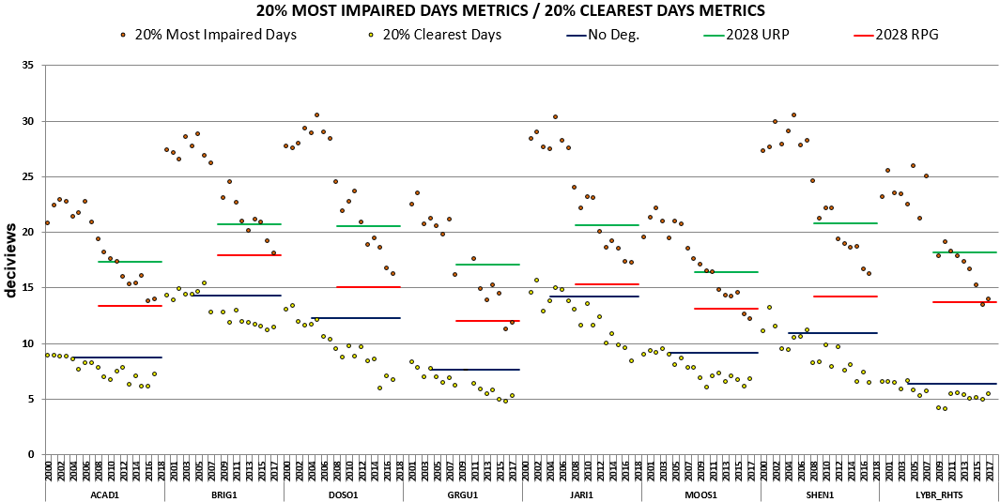 20% MOST IMPAIRED DAYS METRICS / 20% CLEAREST DAYS METRICS
20% Most Impaired Days 20% Clearest Days No Deg. 2028 URP 2028 RPG
deciviews
35
30
25
20
15
10
5
0
2000 2002 2004 2006 2008 2010 2012 2014 2016 2018 2001 2003 2005 2007 2009 2011 2013 2015 2017 2000 2002 2004 2006 2008 2010 2012 2014 2016 2018 2001 2003 2005 2007 2009 2011 2013 2015 2017 2000 2002 2004 2006 2008 2010 2012 2014 2016 2018 2001 2003 2005 2007 2009 2011 2013 2015 2017 2000 2002 2004 2006 2008 2010 2012 2014 2016 2018 2001 2003 2005 2007 2009 2011 2013 2015 2017
ACAD1 BRIG1 DOSO1 GRGU1 JARI1 MOOS1 SHEN1 LYBR_RHTS